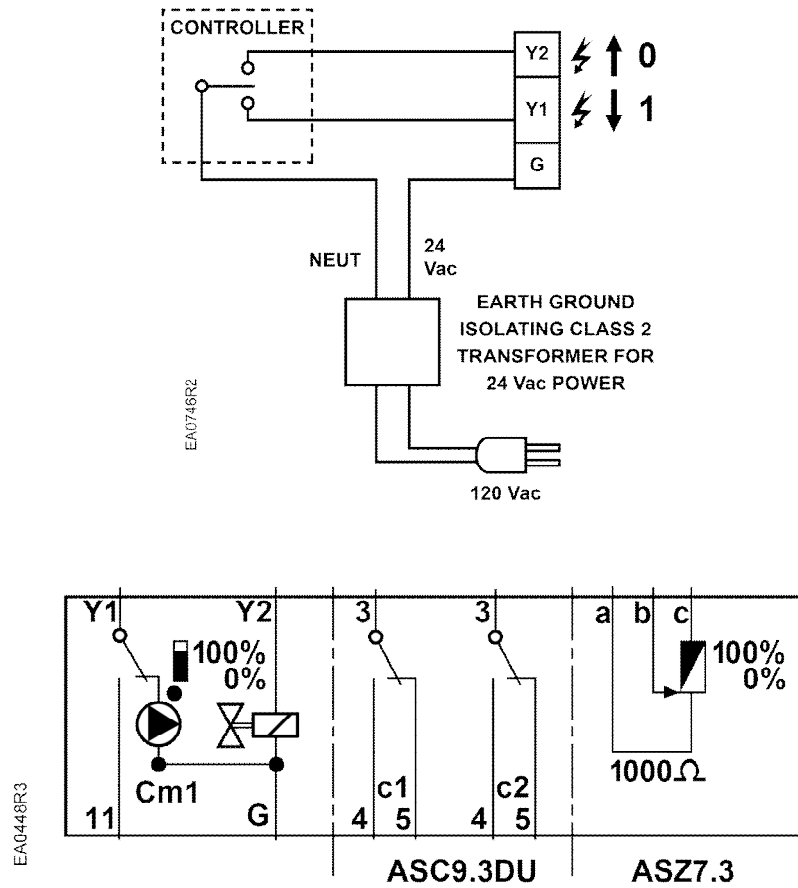 CONTROLLER
Y2 0
Y1 1
G
NEUT
24
Vac
EARTH GROUND
ISOLATING CLASS 2
TRANSFORMER FOR
24 Vac POWER
EA0746R2
120 Vac
Y1 Y2 3 3 a b c
100% 100%
0% 0%
1000Ω
Cm1 c1 c2
11 G 4 5 4 5
EA0448R3
ASC9.3DU ASZ7.3